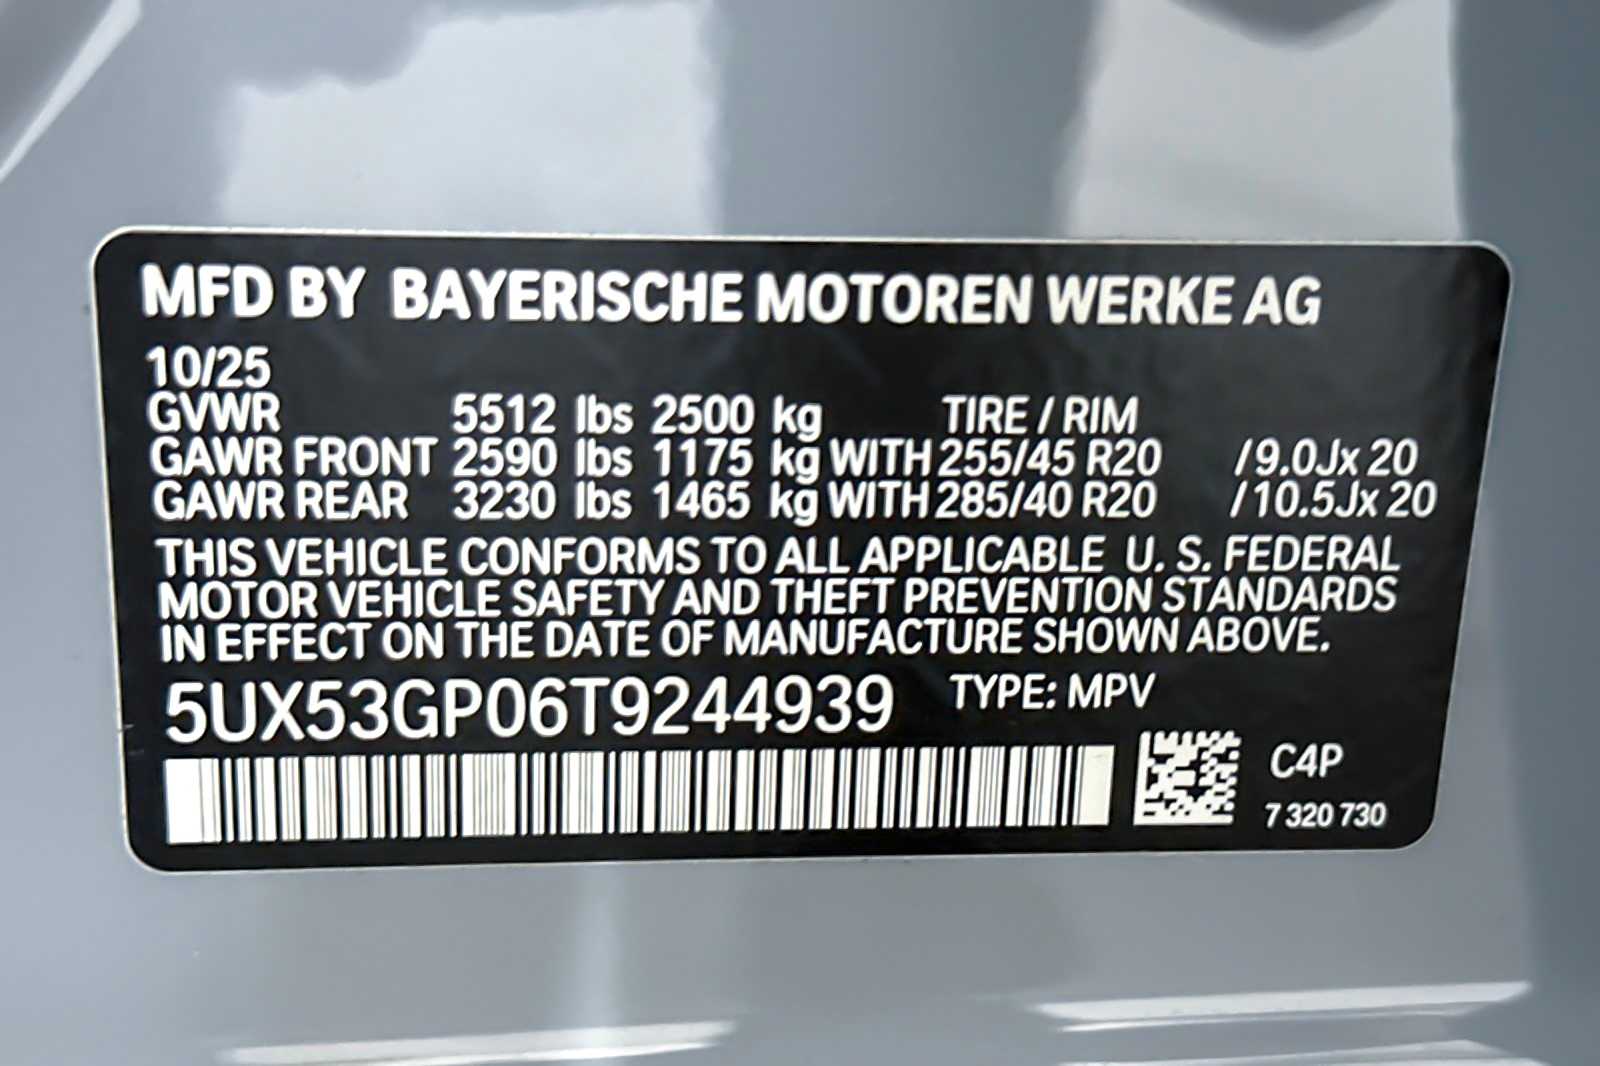 MFD BY BAYERISCHE MOTOREN WERKE AG
10/25
GVWR 5512 lbs 2500 kg TIRE / RIM
GAWR FRONT 2590 lbs 1175 kg WITH 255/45 R20 /9.0Jx 20
GAWR REAR 3230 lbs 1465 kg WITH 285/40 R20 /10.5Jx 20
THIS VEHICLE CONFORMS TO ALL APPLICABLE U. S. FEDERAL
MOTOR VEHICLE SAFETY AND THEFT PREVENTION STANDARDS
IN EFFECT ON THE DATE OF MANUFACTURE SHOWN ABOVE.
5UX53GP06T9244939 TYPE: MPV
C4P
7 320 730